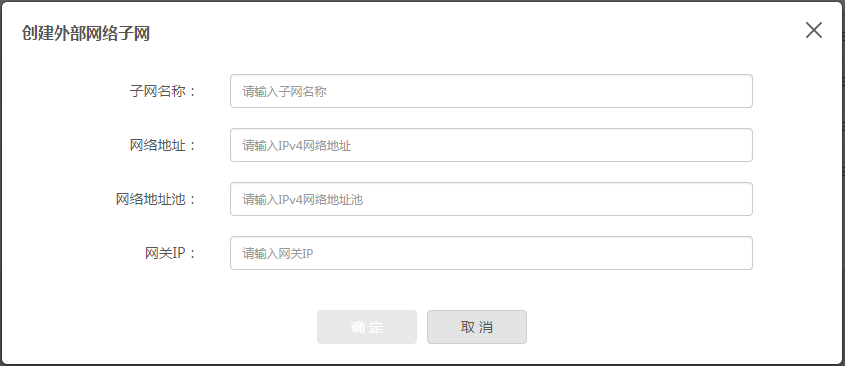 创建外部网络子网
子网名称：
请输入子网名称
网络地址：
请输入IPv4网络地址
网络地址池：
请输入IPv4网络地址池
网关IP：
请输入网关IP
确 定
取 消